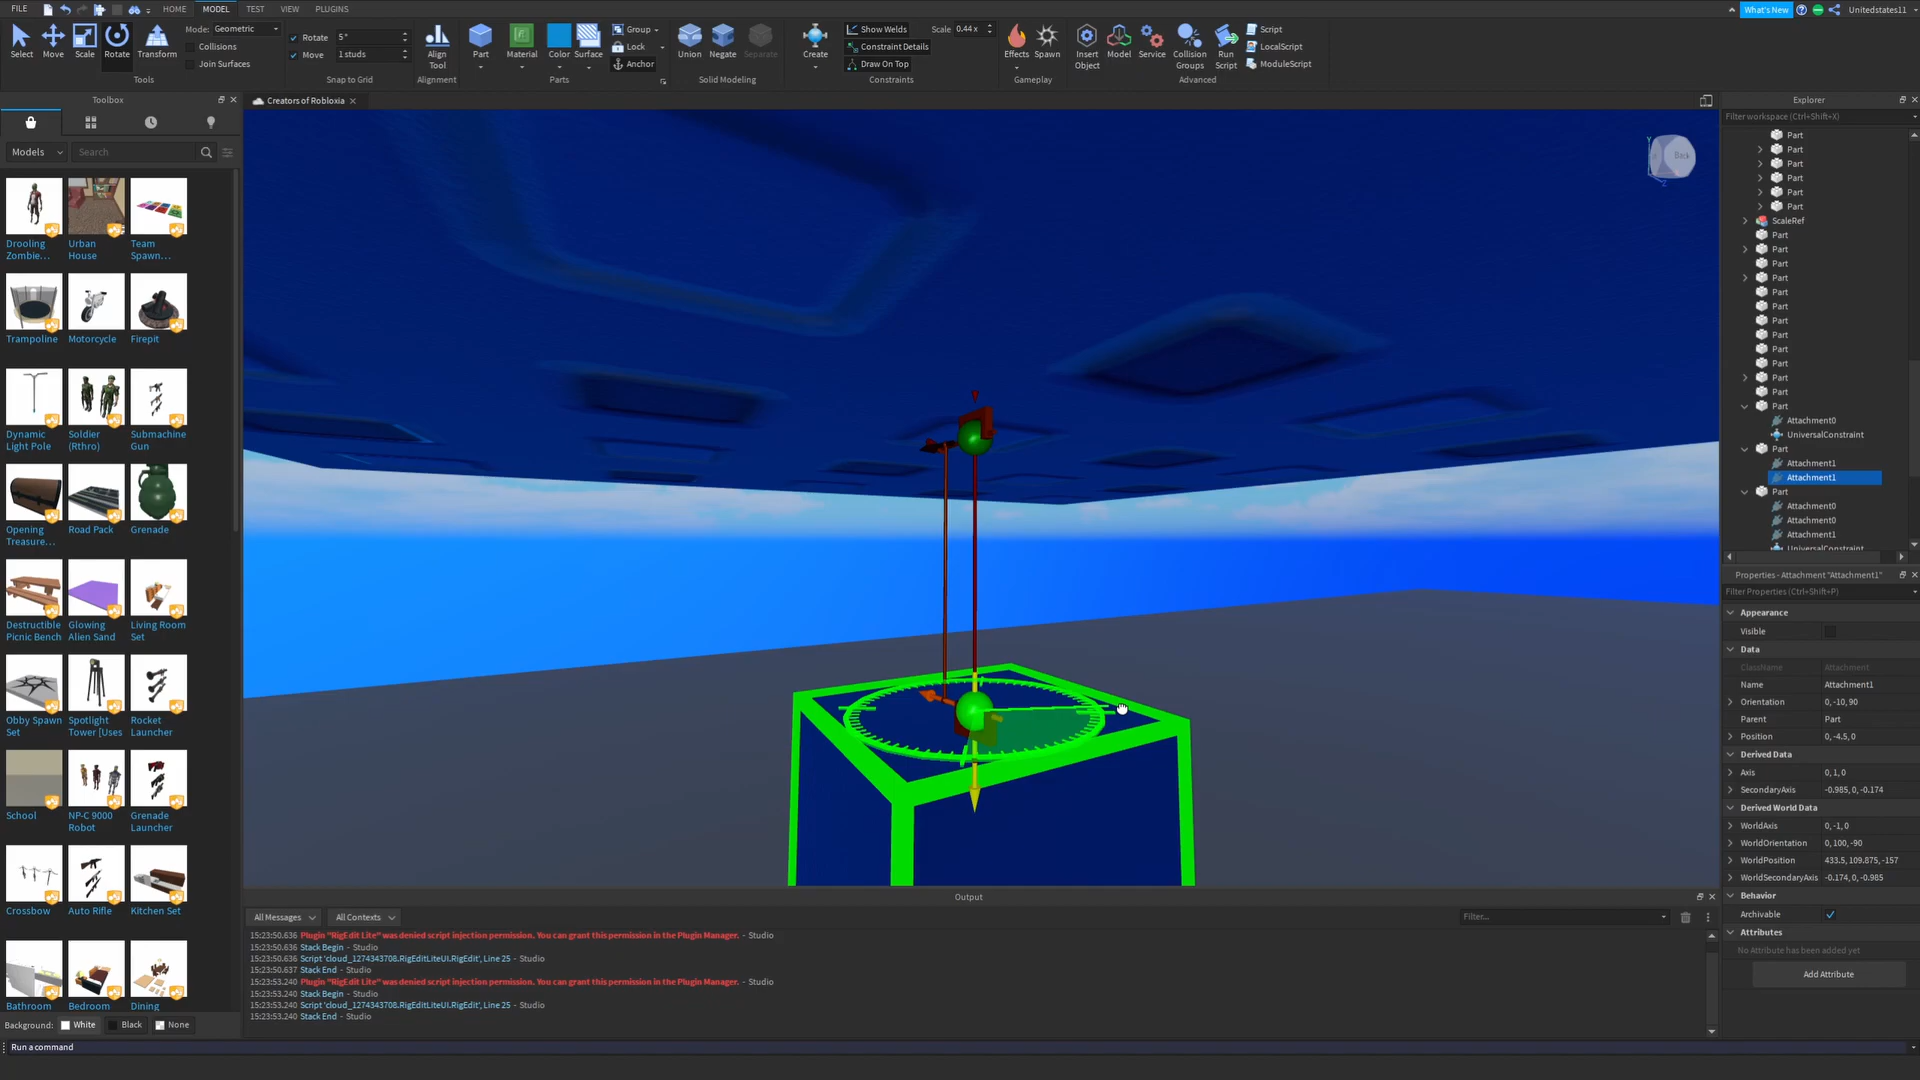 FILE HOME MODEL TEST VIEW PLUGINS What's New Unitedstates11
Select Move Scale Rotate Transform Mode: Geometric Collisions Join Surfaces Tools
Rotate 5° Move 1 studs Snap to Grid
Align Tool Alignment
Part Material Color Surface Group Lock Anchor Parts
Union Negate Separate Solid Modeling
Create Show Welds Constraint Details Draw On Top Scale 0.44 x Constraints
Effects Spawn Gameplay
Insert Object Model Service Collision Groups Run Script Script LocalScript ModuleScript Advanced
Toolbox
Models Search
Drooling Zombie... Urban House Team Spawn...
Trampoline Motorcycle Firepit
Dynamic Light Pole Soldier (Rthro) Submachine Gun
Opening Treasure... Road Pack Grenade
Destructible Picnic Bench Glowing Alien Sand Living Room Set
Obby Spawn Set Spotlight Tower [Uses Rocket Launcher
School NP-C 9000 Robot Grenade Launcher
Crossbow Auto Rifle Kitchen Set
Bathroom Bedroom Dining
Background: White Black None
Creators of Robloxia
Back
Output
All Messages All Contexts Filter...
15:23:50.636 Plugin "RigEdit Lite" was denied script injection permission. You can grant this permission in the Plugin Manager. - Studio
15:23:50.636 Stack Begin - Studio
15:23:50.636 Script 'cloud_1274343708.RigEditLiteUI.RigEdit', Line 25 - Studio
15:23:50.637 Stack End - Studio
15:23:53.240 Plugin "RigEdit Lite" was denied script injection permission. You can grant this permission in the Plugin Manager. - Studio
15:23:53.240 Stack Begin - Studio
15:23:53.240 Script 'cloud_1274343708.RigEditLiteUI.RigEdit', Line 25 - Studio
15:23:53.240 Stack End - Studio
Run a command
Explorer
Filter workspace (Ctrl+Shift+X)
Part
Part
Part
Part
Part
Part
ScaleRef
Part
Part
Part
Part
Part
Part
Part
Part
Part
Part
Part
Part
Part
Attachment0
UniversalConstraint
Part
Attachment1
Attachment1
Part
Attachment0
Attachment0
Attachment1
UniversalConstraint
Properties - Attachment "Attachment1"
Filter Properties (Ctrl+Shift+P)
Appearance
Visible
Data
ClassName Attachment
Name Attachment1
Orientation 0, -10, 90
Parent Part
Position 0, -4.5, 0
Derived Data
Axis 0, 1, 0
SecondaryAxis -0.985, 0, -0.174
Derived World Data
WorldAxis 0, -1, 0
WorldOrientation 0, 100, -90
WorldPosition 433.5, 109.875, -157
WorldSecondaryAxis -0.174, 0, -0.985
Behavior
Archivable
Attributes
No Attribute has been added yet
Add Attribute